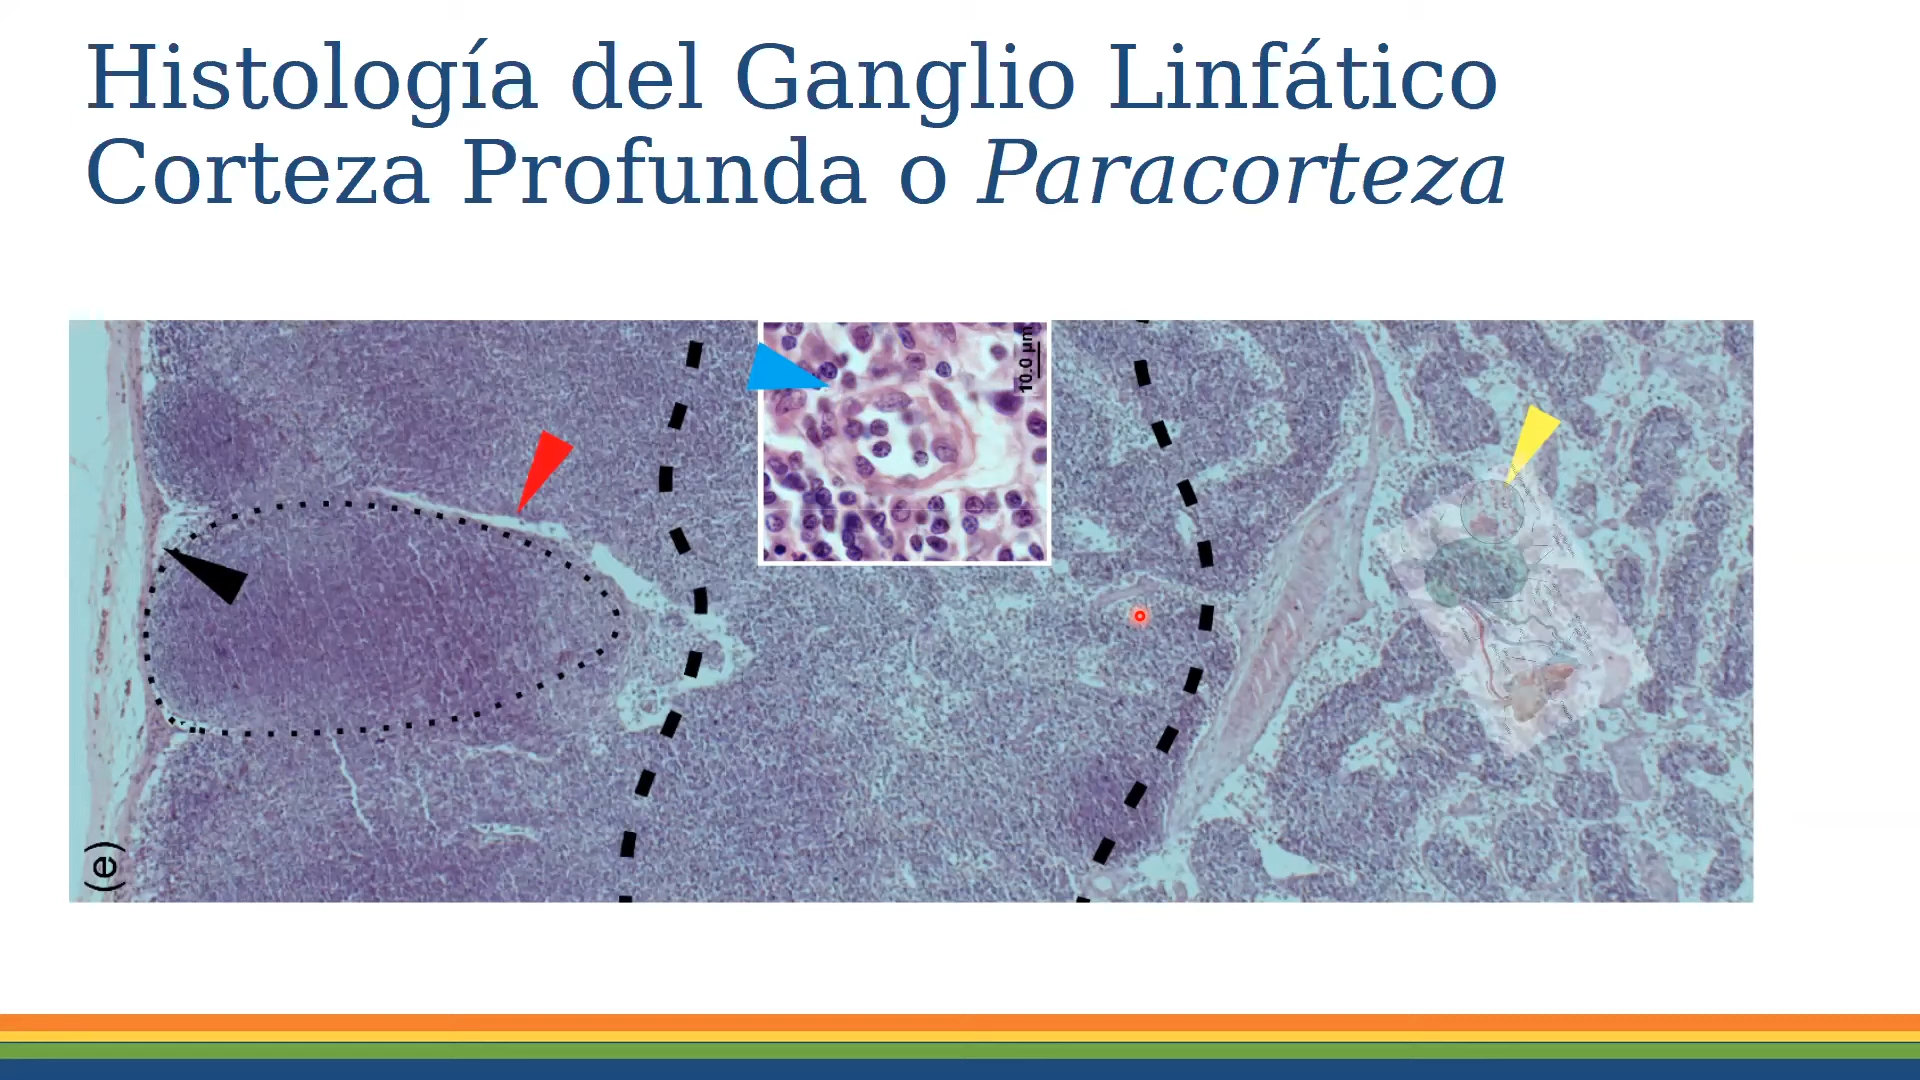 Histología del Ganglio Linfático
Corteza Profunda o Paracorteza
10.0 µm
(e)